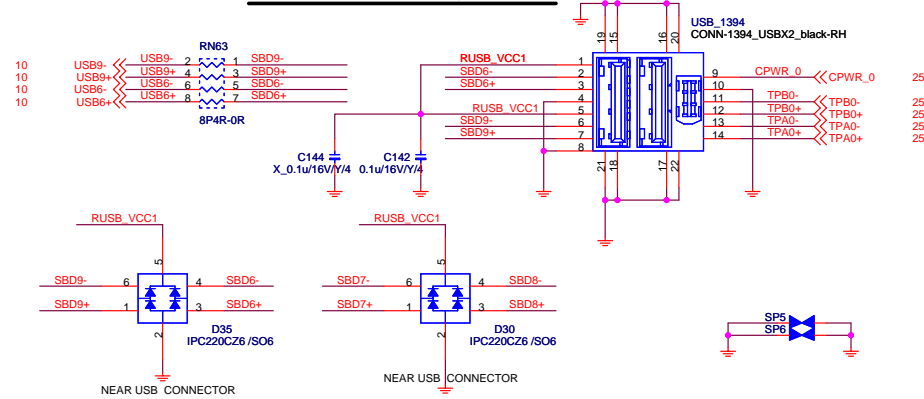 USB_1394
CONN-1394_USBX2_black-RH
19
15
16
20
RN63
10 USB9- USB9- 2 1 SBD9-
10 USB9+ USB9+ 4 3 SBD9+
10 USB6- USB6- 6 5 SBD6-
10 USB6+ USB6+ 8 7 SBD6+
8P4R-0R
RUSB_VCC1 1
SBD6- 2
SBD6+ 3
4
RUSB_VCC1 5
SBD9- 6
SBD9+ 7
8
9 CPWR_0 CPWR_0 25
10
11 TPB0- TPB0- 25
12 TPB0+ TPB0+ 25
13 TPA0- TPA0- 25
14 TPA0+ TPA0+ 25
21
18
17
22
C144
X_0.1u/16V/Y/4
C142
0.1u/16V/Y/4
RUSB_VCC1
5
SBD9- 6 4 SBD6-
SBD9+ 1 3 SBD6+
2
D35
IPC220CZ6 /SO6
NEAR USB CONNECTOR
RUSB_VCC1
5
SBD7- 6 4 SBD8-
SBD7+ 1 3 SBD8+
2
D30
IPC220CZ6 /SO6
NEAR USB CONNECTOR
SP5
SP6